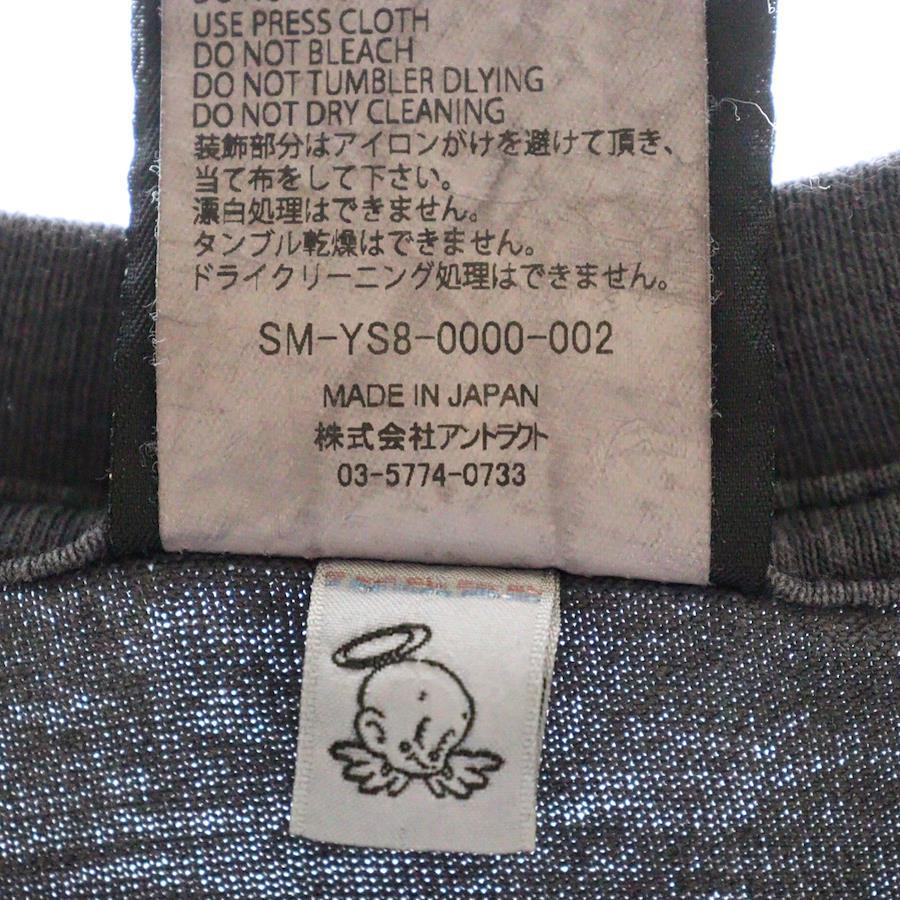 USE PRESS CLOTH
DO NOT BLEACH
DO NOT TUMBLER DLYING
DO NOT DRY CLEANING
装飾部分はアイロンがけを避けて頂き、
当て布をして下さい。
漂白処理はできません。
タンブル乾燥はできません。
ドライクリーニング処理はできません。
SM-YS8-0000-002
MADE IN JAPAN
株式会社アントラクト
03-5774-0733